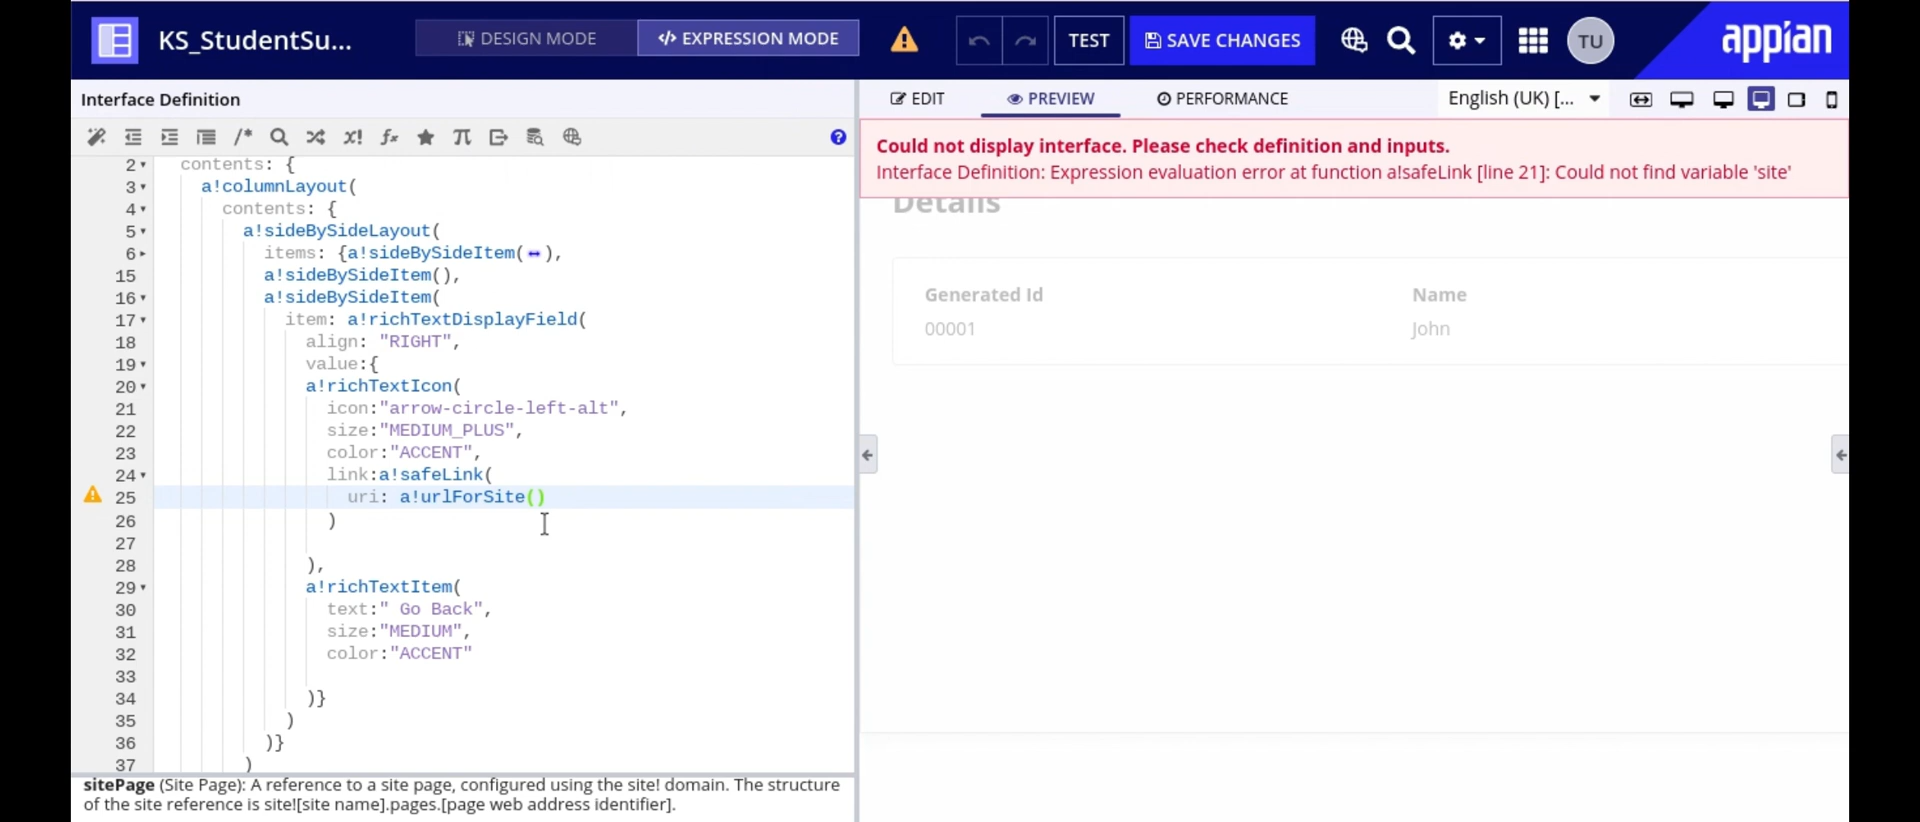 KS_StudentSu...
DESIGN MODE
</> EXPRESSION MODE
TEST
SAVE CHANGES
TU
appian
Interface Definition
EDIT
PREVIEW
PERFORMANCE
English (UK) [...
/*
x!
fx
π
?
Could not display interface. Please check definition and inputs.
Interface Definition: Expression evaluation error at function a!safeLink [line 21]: Could not find variable 'site'
2 contents: {
3 a!columnLayout(
4 contents: {
5 a!sideBySideLayout(
6 items: {a!sideBySideItem( ),
15 a!sideBySideItem(),
16 a!sideBySideItem(
17 item: a!richTextDisplayField(
18 align: "RIGHT",
19 value:{
20 a!richTextIcon(
21 icon:"arrow-circle-left-alt",
22 size:"MEDIUM_PLUS",
23 color:"ACCENT",
24 link:a!safeLink(
25 uri: a!urlForSite()
26 )
27
28 ),
29 a!richTextItem(
30 text:" Go Back",
31 size:"MEDIUM",
32 color:"ACCENT"
33
34 )}
35 )
36 )}
37 )
sitePage (Site Page): A reference to a site page, configured using the site! domain. The structure
of the site reference is site![site name].pages.[page web address identifier].
Details
Generated Id
Name
00001
John